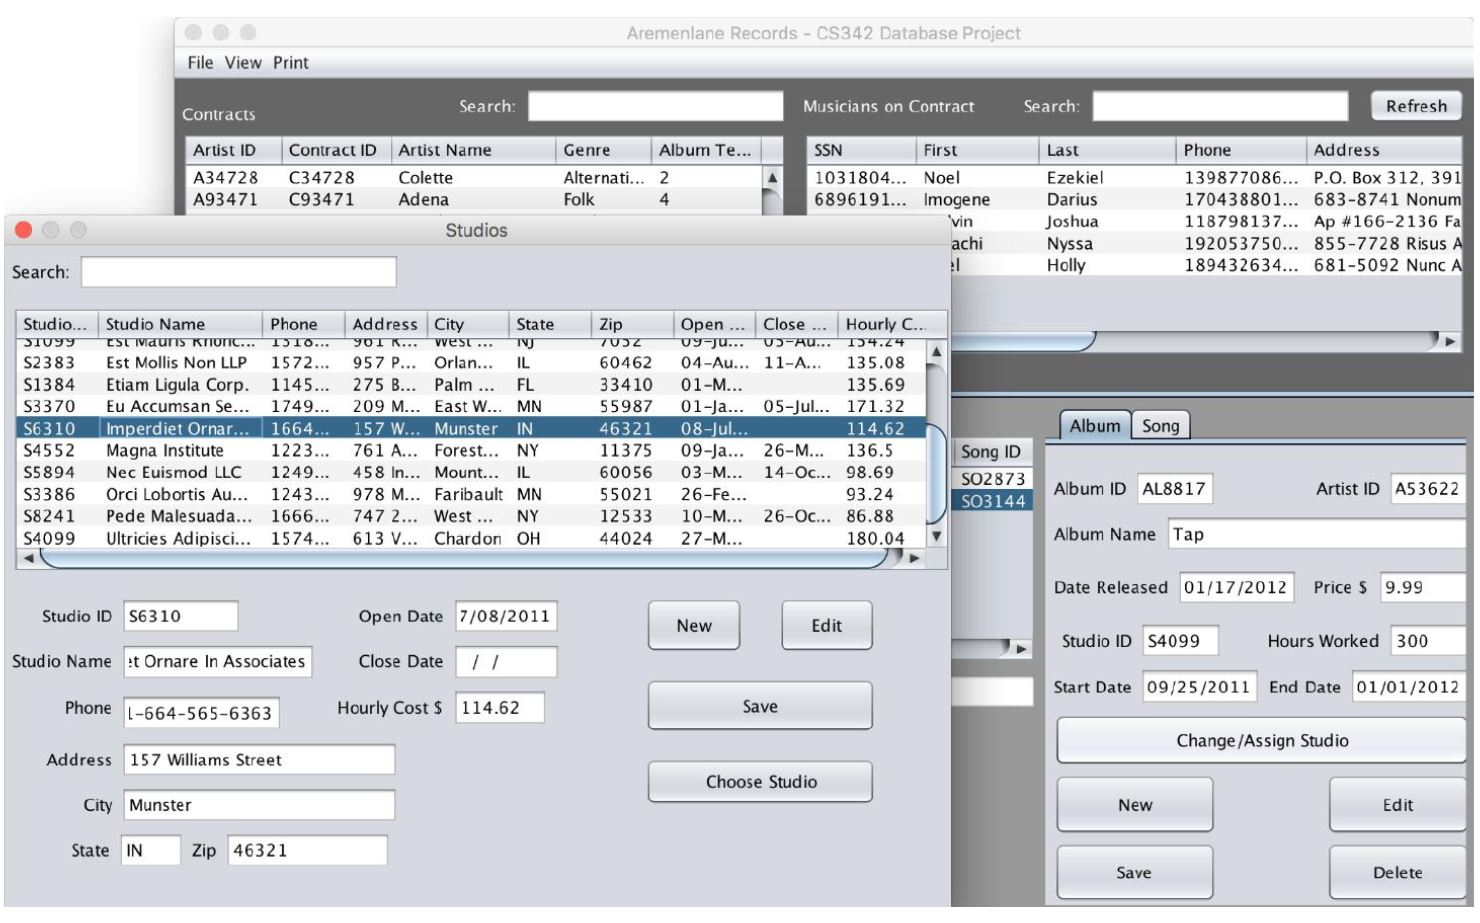 Aremenlane Records - CS342 Database Project
File View Print
Contracts Search: Musicians on Contract Search: Refresh
Artist ID Contract ID Artist Name Genre Album Te... SSN First Last Phone Address
A34728 C34728 Colette Alternati... 2 1031804... Noel Ezekiel 139877086... P.O. Box 312, 391
A93471 C93471 Adena Folk 4 6896191... Imogene Darius 170438801... 683-8741 Nonum
Joshua 118798137... Ap #166-2136 Fa
Nyssa 192053750... 855-7728 Risus A
Holly 189432634... 681-5092 Nunc A
Studios
Search:
Studio... Studio Name Phone Address City State Zip Open ... Close ... Hourly C...
S1099 Est Mauris Rhonc... 1318... 961 R... West ... NJ 7032 09-Ju... 03-Au... 154.24
S2383 Est Mollis Non LLP 1572... 957 P... Orlan... IL 60462 04-Au... 11-A... 135.08
S1384 Etiam Ligula Corp. 1145... 275 B... Palm ... FL 33410 01-M... 135.69
S3370 Eu Accumsan Se... 1749... 209 M... East W... MN 55987 01-Ja... 05-Jul... 171.32
S6310 Imperdiet Ornar... 1664... 157 W... Munster IN 46321 08-Jul... 114.62
S4552 Magna Institute 1223... 761 A... Forest... NY 11375 09-Ja... 26-M... 136.5
S5894 Nec Euismod LLC 1249... 458 In... Mount... IL 60056 03-M... 14-Oc... 98.69
S3386 Orci Lobortis Au... 1243... 978 M... Faribault MN 55021 26-Fe... 93.24
S8241 Pede Malesuada... 1666... 747 2... West ... NY 12533 10-M... 26-Oc... 86.88
S4099 Ultricies Adipisci... 1574... 613 V... Chardon OH 44024 27-M... 180.04
Studio ID S6310 Open Date 7/08/2011 New Edit
Studio Name et Ornare In Associates Close Date / /
Phone 1-664-565-6363 Hourly Cost $ 114.62 Save
Address 157 Williams Street Choose Studio
City Munster
State IN Zip 46321
Song ID
SO2873
SO3144
Album Song
Album ID AL8817 Artist ID A53622
Album Name Tap
Date Released 01/17/2012 Price $ 9.99
Studio ID S4099 Hours Worked 300
Start Date 09/25/2011 End Date 01/01/2012
Change/Assign Studio
New Edit
Save Delete